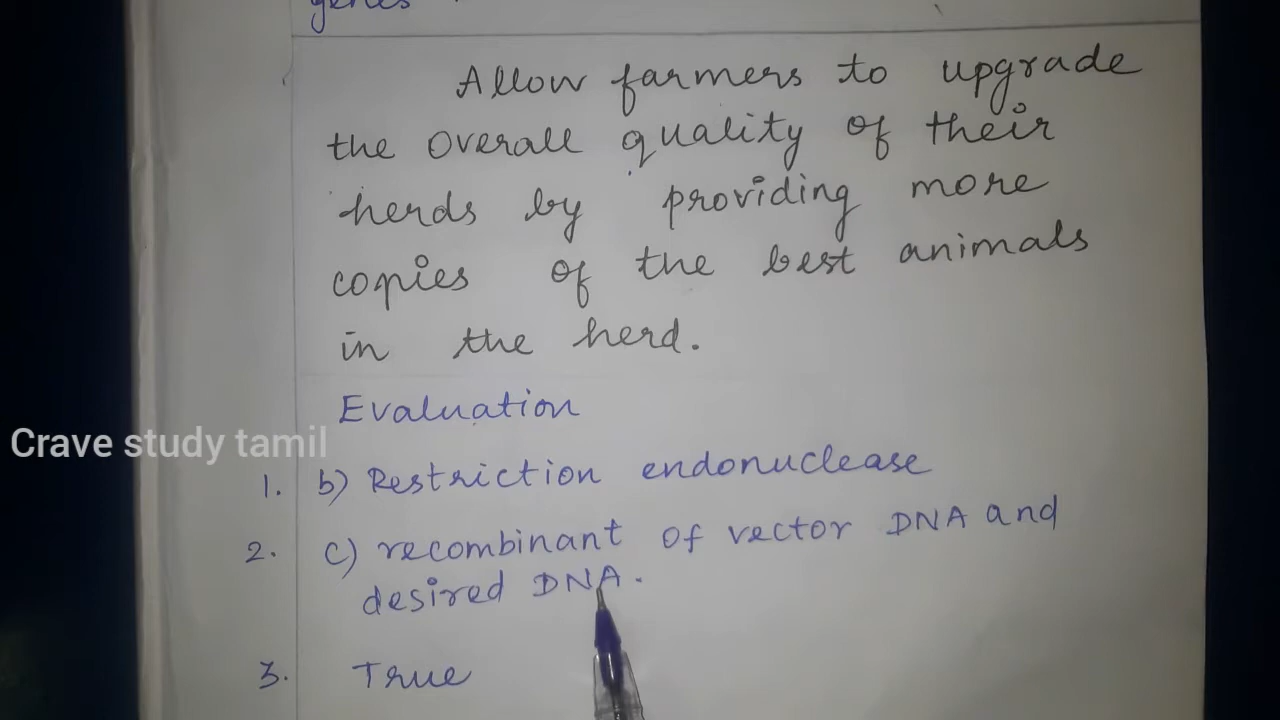 genes
Allow farmers to upgrade
the overall quality of their
herds by providing more
copies of the best animals
in the herd.
Evaluation
Crave study tamil
1. b) Restriction endonuclease
2. c) recombinant of vector DNA and
desired DNA.
3. True